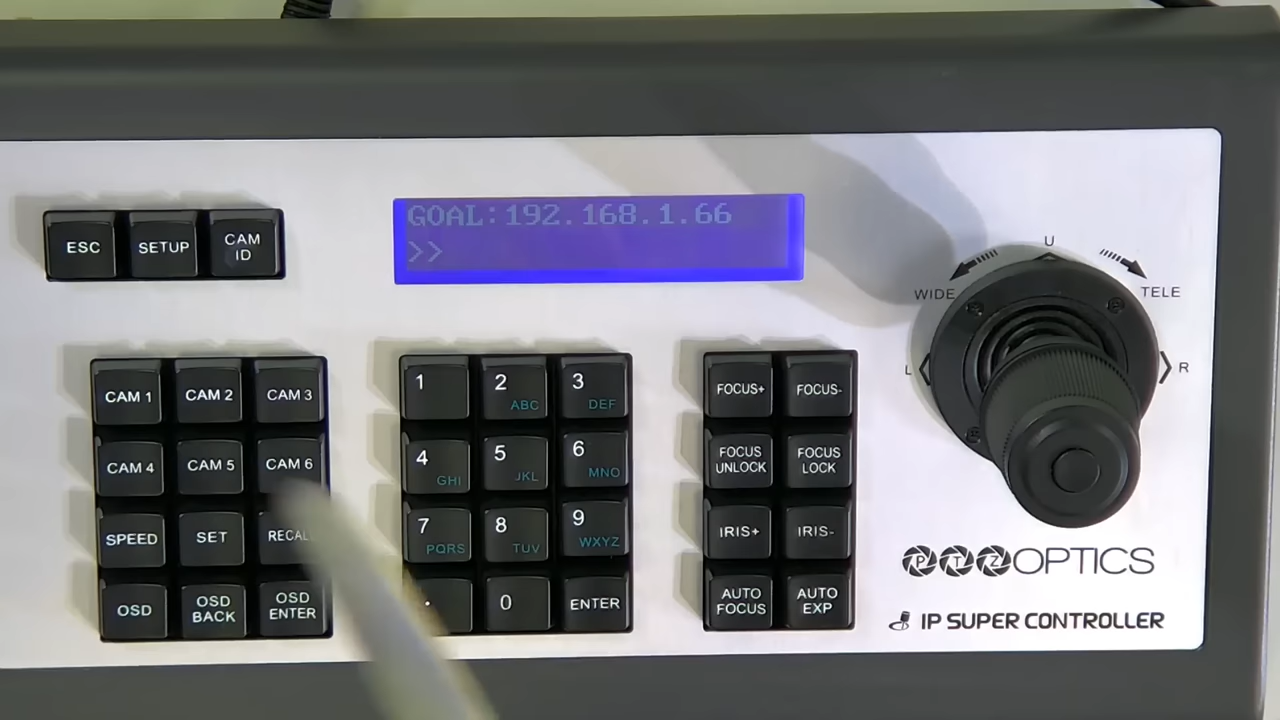 GOAL:192.168.1.66
>>
ESC SETUP CAM ID
U
WIDE TELE
L R
CAM 1 CAM 2 CAM 3
CAM 4 CAM 5 CAM 6
SPEED SET RECALL
OSD OSD BACK OSD ENTER
1 2 ABC 3 DEF
4 GHI 5 JKL 6 MNO
7 PQRS 8 TUV 9 WXYZ
. 0 ENTER
FOCUS+ FOCUS-
FOCUS UNLOCK FOCUS LOCK
IRIS+ IRIS-
AUTO FOCUS AUTO EXP
PTZOPTICS
IP SUPER CONTROLLER